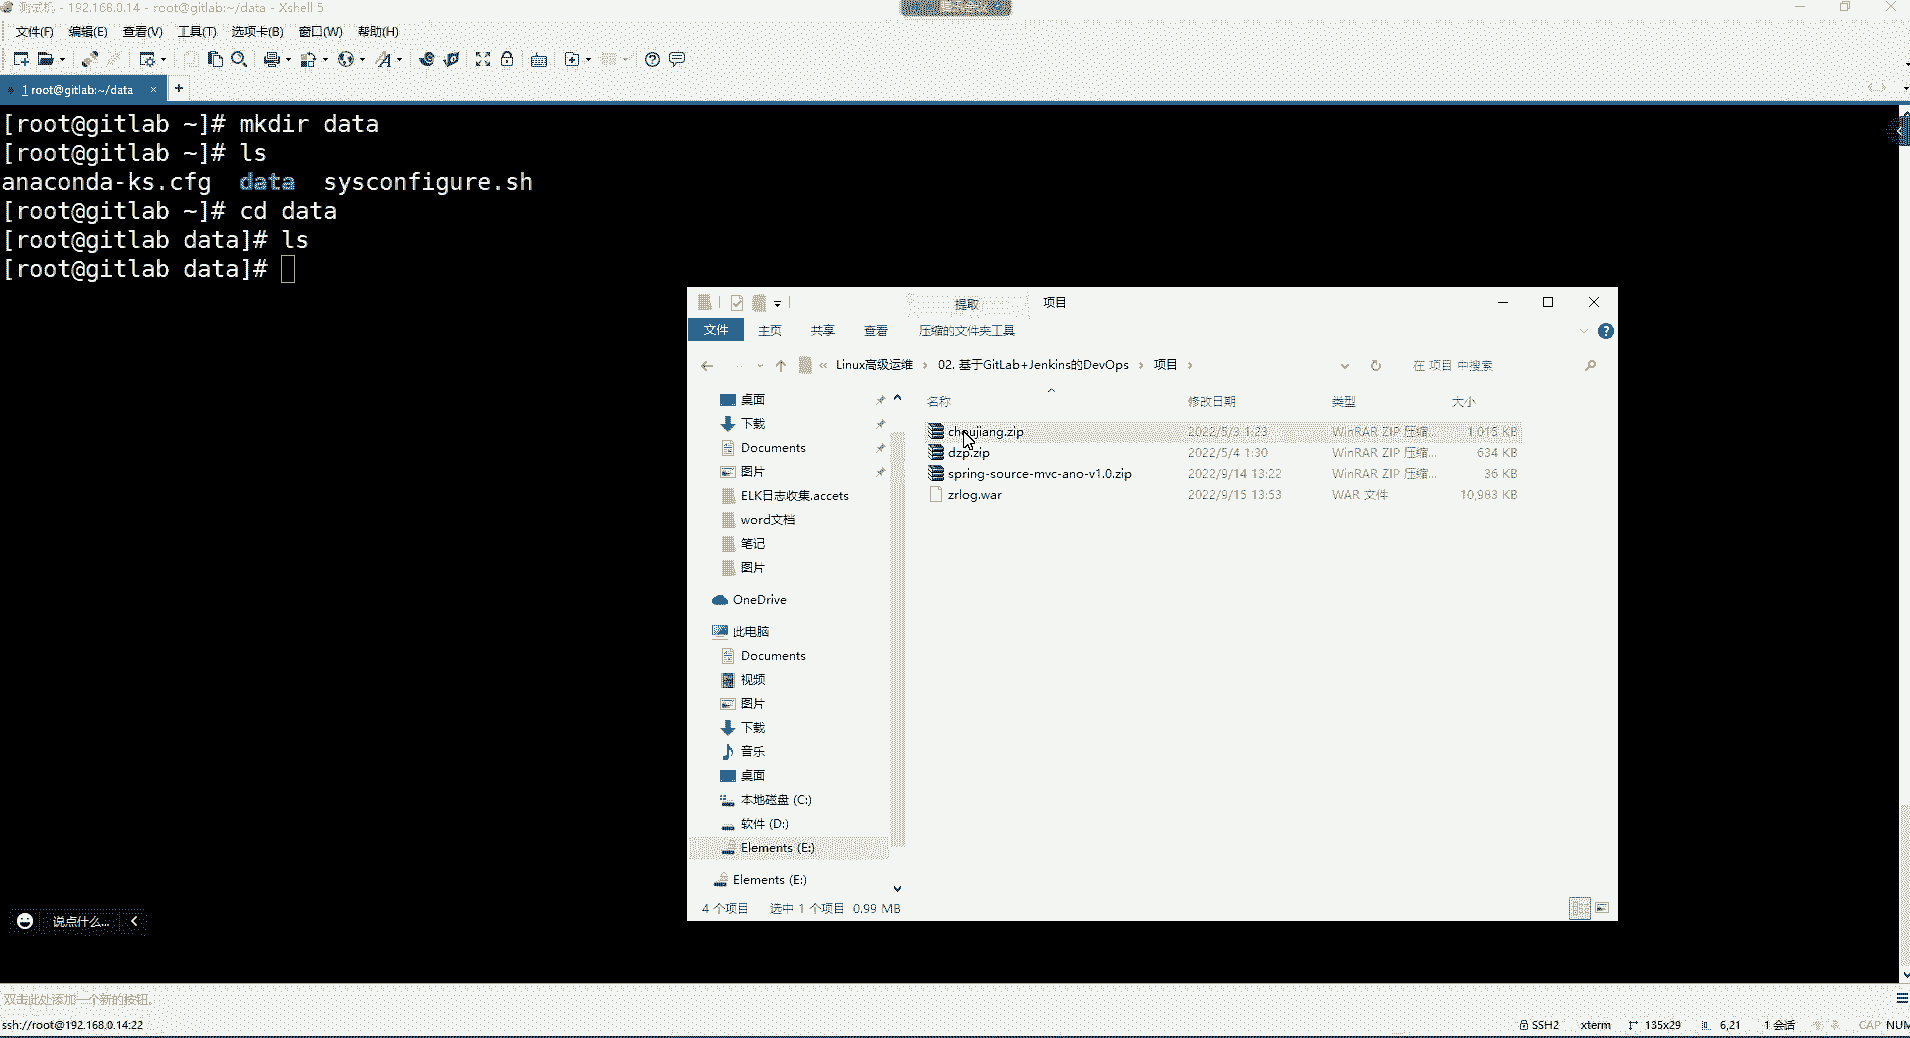 测试机 - 192.168.0.14 - root@gitlab:~/data - Xshell 5
文件(F) 编辑(E) 查看(V) 工具(T) 选项卡(B) 窗口(W) 帮助(H)
1 root@gitlab:~/data × +
[root@gitlab ~]# mkdir data
[root@gitlab ~]# ls
anaconda-ks.cfg data sysconfigure.sh
[root@gitlab ~]# cd data
[root@gitlab data]# ls
[root@gitlab data]#
提取 项目
文件 主页 共享 查看 压缩的文件夹工具
« Linux高级运维 › 02. 基于GitLab+Jenkins的DevOps › 项目 › 在 项目 中搜索
名称 修改日期 类型 大小
choujiang.zip 2022/5/3 1:23 WinRAR ZIP 压缩... 1,015 KB
dzp.zip 2022/5/4 1:30 WinRAR ZIP 压缩... 634 KB
spring-source-mvc-ano-v1.0.zip 2022/9/14 13:22 WinRAR ZIP 压缩... 36 KB
zrlog.war 2022/9/15 13:53 WAR 文件 10,983 KB
桌面
下载
Documents
图片
ELK日志收集.accets
word文档
笔记
图片
OneDrive
此电脑
Documents
视频
图片
下载
音乐
桌面
本地磁盘 (C:)
软件 (D:)
Elements (E:)
Elements (E:)
4 个项目 选中 1 个项目 0.99 MB
说点什么...
双击此处添加一个新的按钮。
ssh://root@192.168.0.14:22 SSH2 xterm 135x29 6,21 1 会话 CAP NUM